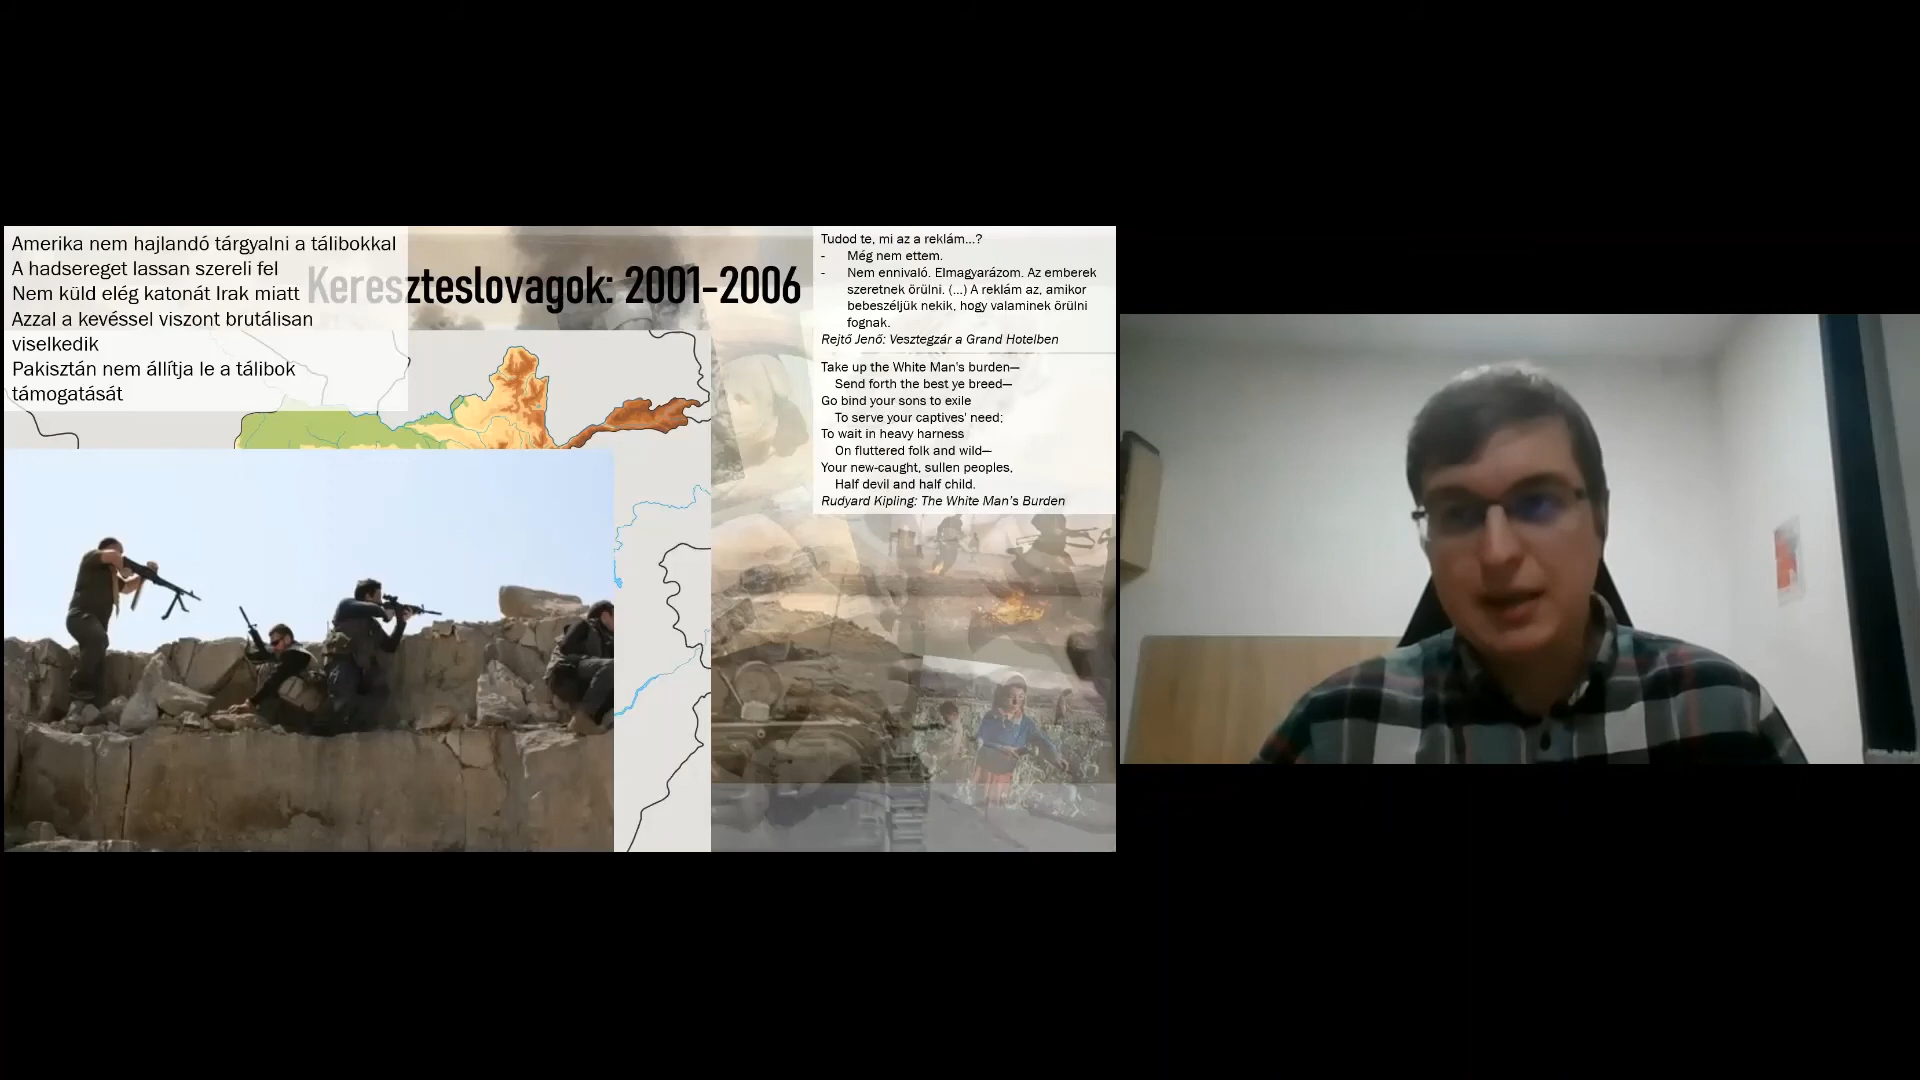 Amerika nem hajlandó tárgyalni a tálibokkal
A hadsereget lassan szereli fel
Nem küld elég katonát Irak miatt
Azzal a kevéssel viszont brutálisan
viselkedik
Pakisztán nem állítja le a tálibok
támogatását
Kereszteslovagok: 2001-2006
Tudod te, mi az a reklám...?
- Még nem ettem.
- Nem ennivaló. Elmagyarázom. Az emberek
szeretnek örülni. (...) A reklám az, amikor
bebeszéljük nekik, hogy valaminek örülni
fognak.
Rejtő Jenő: Vesztegzár a Grand Hotelben
Take up the White Man's burden—
Send forth the best ye breed—
Go bind your sons to exile
To serve your captives' need;
To wait in heavy harness
On fluttered folk and wild—
Your new-caught, sullen peoples,
Half devil and half child.
Rudyard Kipling: The White Man's Burden